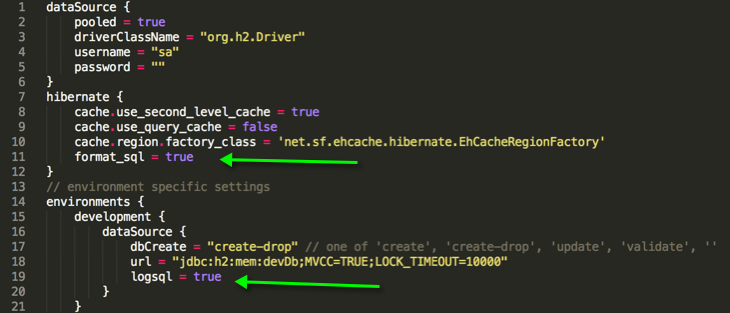 1 dataSource {
2     pooled = true
3     driverClassName = "org.h2.Driver"
4     username = "sa"
5     password = ""
6 }
7 hibernate {
8     cache.use_second_level_cache = true
9     cache.use_query_cache = false
10     cache.region.factory_class = 'net.sf.ehcache.hibernate.EhCacheRegionFactory'
11     format_sql = true
12 }
13 // environment specific settings
14 environments {
15     development {
16         dataSource {
17             dbCreate = "create-drop" // one of 'create', 'create-drop', 'update', 'validate', ''
18             url = "jdbc:h2:mem:devDb;MVCC=TRUE;LOCK_TIMEOUT=10000"
19             logsql = true
20         }
21     }